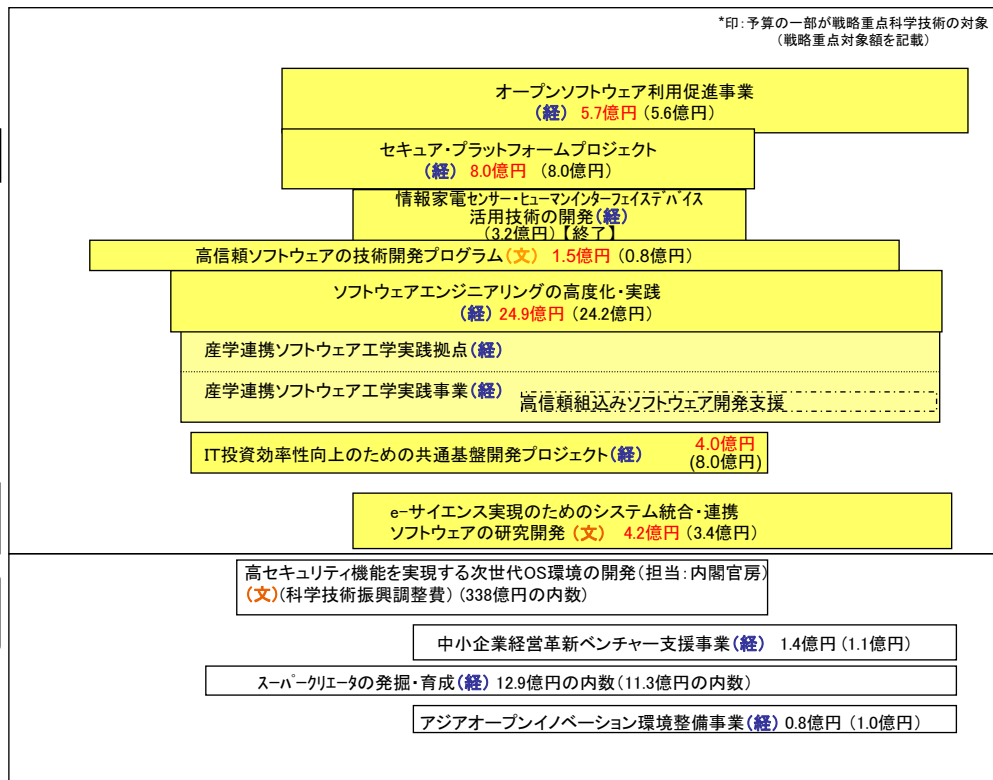 *印：予算の一部が戦略重点科学技術の対象
（戦略重点対象額を記載）
オープンソフトウェア利用促進事業
(経) 5.7億円 (5.6億円)
セキュア・プラットフォームプロジェクト
(経) 8.0億円 (8.0億円)
情報家電センサー・ヒューマンインターフェイスデバイス
活用技術の開発(経)
(3.2億円)【終了】
高信頼ソフトウェアの技術開発プログラム(文) 1.5億円 (0.8億円)
ソフトウェアエンジニアリングの高度化・実践
(経) 24.9億円 (24.2億円)
産学連携ソフトウェア工学実践拠点(経)
産学連携ソフトウェア工学実践事業(経)
高信頼組込みソフトウェア開発支援
IT投資効率性向上のための共通基盤開発プロジェクト(経) 4.0億円
(8.0億円)
e-サイエンス実現のためのシステム統合・連携
ソフトウェアの研究開発 (文) 4.2億円 (3.4億円)
高セキュリティ機能を実現する次世代OS環境の開発(担当：内閣官房)
(文)(科学技術振興調整費) (338億円の内数)
中小企業経営革新ベンチャー支援事業(経) 1.4億円 (1.1億円)
スーパークリエータの発掘・育成(経) 12.9億円の内数(11.3億円の内数)
アジアオープンイノベーション環境整備事業(経) 0.8億円 (1.0億円)